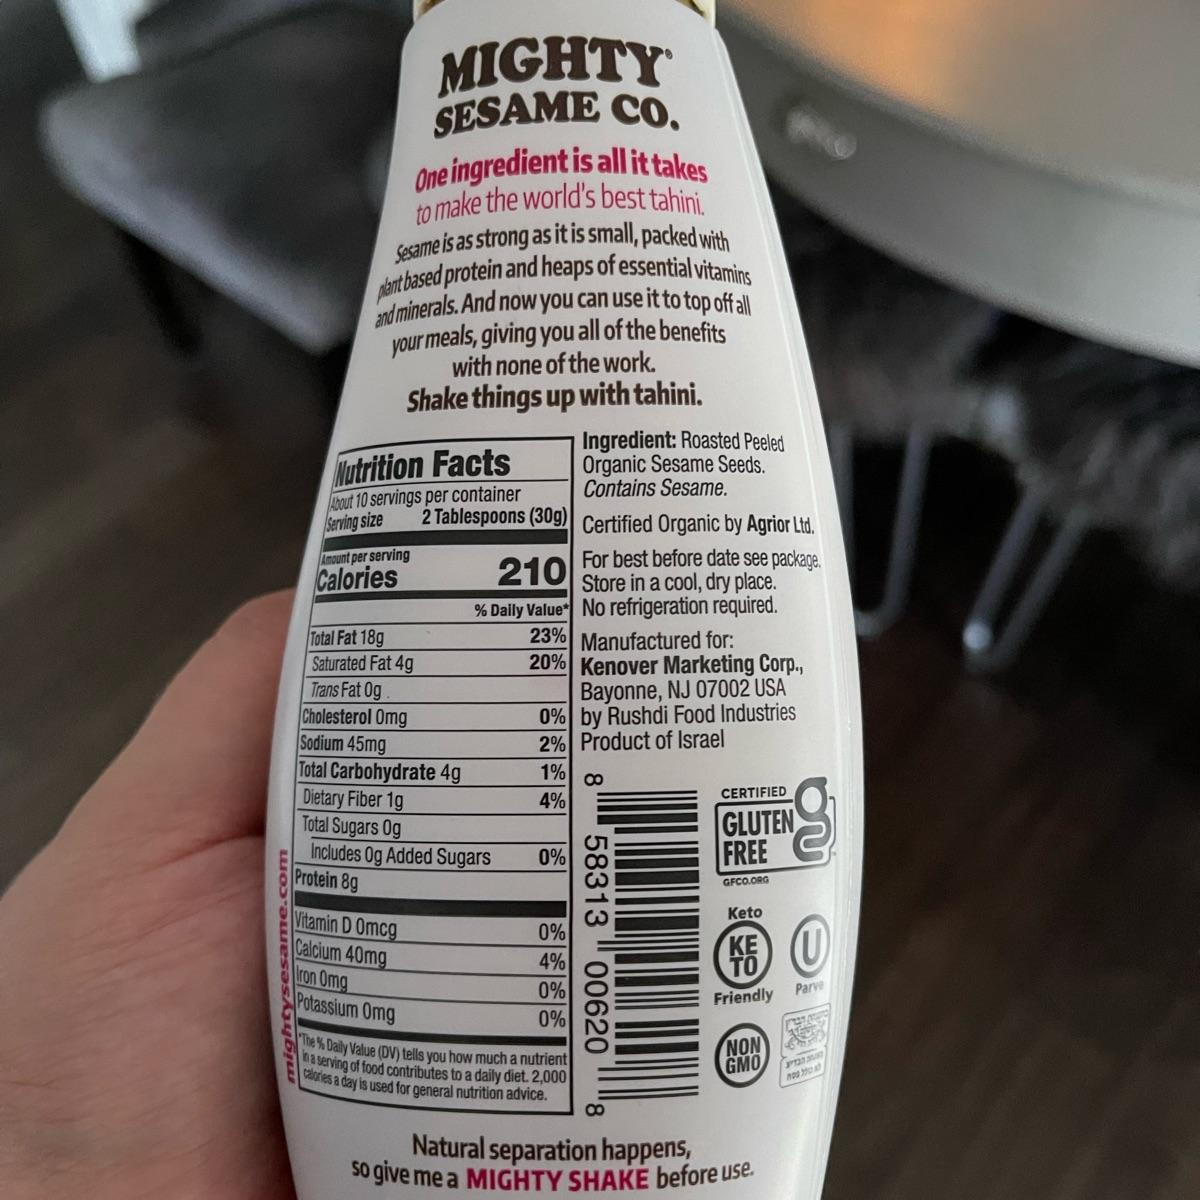 MIGHTY®
SESAME CO.
One ingredient is all it takes
to make the world's best tahini.
Sesame is as strong as it is small, packed with
plant based protein and heaps of essential vitamins
and minerals. And now you can use it to top off all
your meals, giving you all of the benefits
with none of the work.
Shake things up with tahini.
Nutrition Facts
About 10 servings per container
Serving size 2 Tablespoons (30g)
Amount per serving
Calories 210
% Daily Value*
Total Fat 18g 23%
Saturated Fat 4g 20%
Trans Fat 0g
Cholesterol 0mg 0%
Sodium 45mg 2%
Total Carbohydrate 4g 1%
Dietary Fiber 1g 4%
Total Sugars 0g
Includes 0g Added Sugars 0%
Protein 8g
Vitamin D 0mcg 0%
Calcium 40mg 4%
Iron 0mg 0%
Potassium 0mg 0%
*The % Daily Value (DV) tells you how much a nutrient
in a serving of food contributes to a daily diet. 2,000
calories a day is used for general nutrition advice.
mightysesame.com
Ingredient: Roasted Peeled
Organic Sesame Seeds.
Contains Sesame.
Certified Organic by Agrior Ltd.
For best before date see package.
Store in a cool, dry place.
No refrigeration required.
Manufactured for:
Kenover Marketing Corp.,
Bayonne, NJ 07002 USA
by Rushdi Food Industries
Product of Israel
8 58313 00620 8
CERTIFIED
GLUTEN
FREE
GFCO.ORG
Keto
KE
TO
Friendly
U
Parve
NON
GMO
Natural separation happens,
so give me a MIGHTY SHAKE before use.